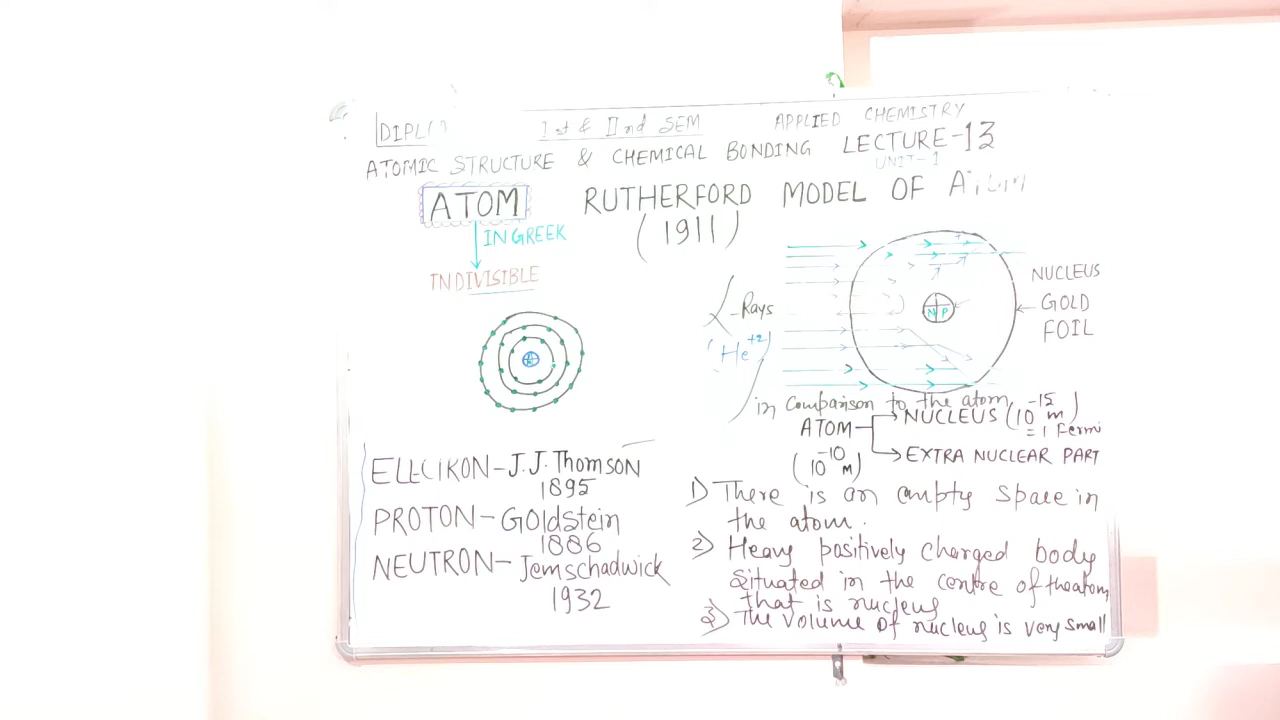 Ist & IInd SEM APPLIED CHEMISTRY
ATOMIC STRUCTURE & CHEMICAL BONDING LECTURE-13
UNIT-1
ATOM RUTHERFORD MODEL OF
(1911)
IN GREEK
INDIVISIBLE
α-Rays
(He+2)
N P
NUCLEUS
GOLD
FOIL
in comparison to the atom
ATOM
(10^-10 M)
NUCLEUS (10^-15 m)
= 1 Fermi
EXTRA NUCLEAR PART
J.J. Thomson
1895
PROTON-Goldstein
1886
NEUTRON-Jemschadwick
1932
1) There is an empty space in
the atom.
2) Heavy positively charged body
situated in the centre of the atom
that is nucleus
3) The volume of nucleus is very small